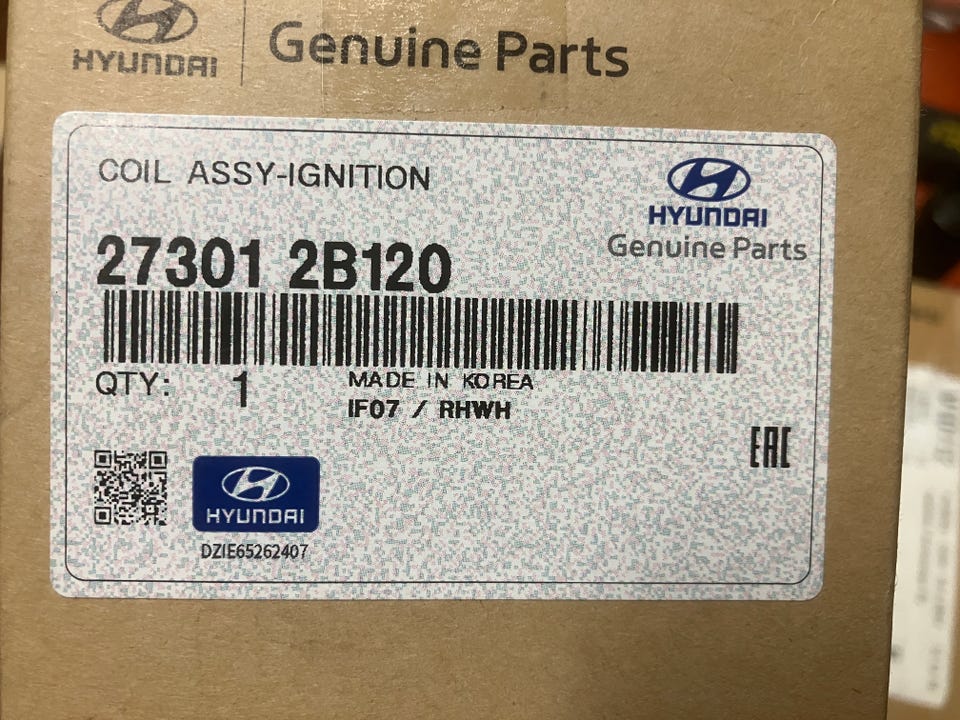 HYUNDAI
Genuine Parts
COIL ASSY-IGNITION
HYUNDAI
Genuine Parts
27301 2B120
QTY: 1
MADE IN KOREA
IF07 / RHWH
EAC
HYUNDAI
DZIE65262407